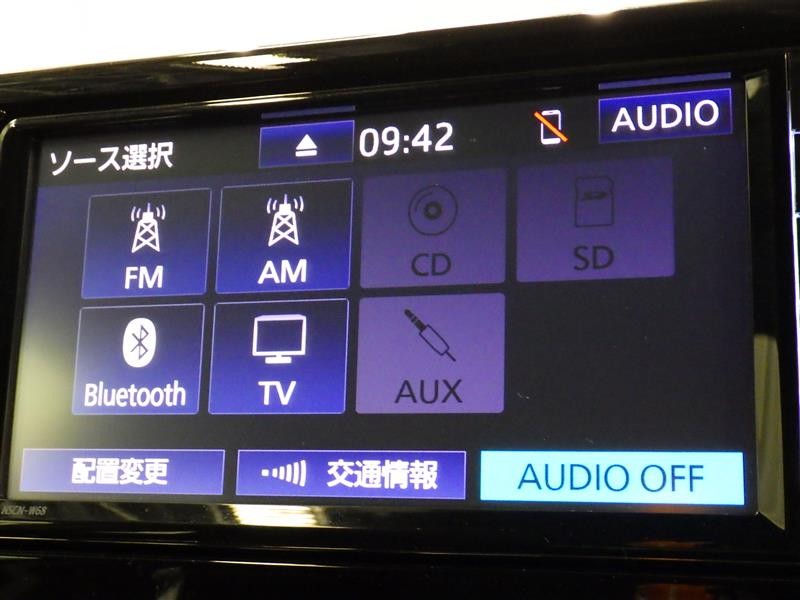 ソース選択
09:42
AUDIO
FM
AM
CD
SD
Bluetooth
TV
AUX
配置変更
交通情報
AUDIO OFF
NSCN-W68